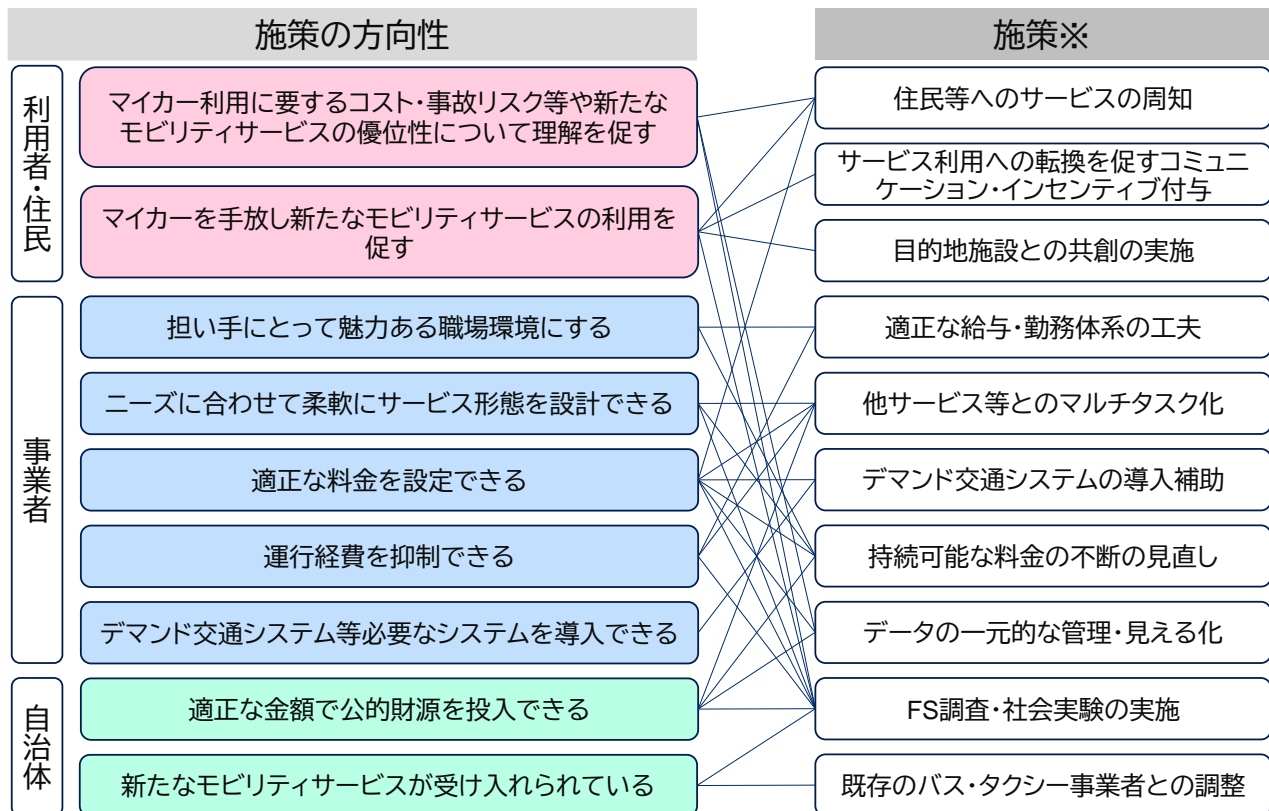 施策の方向性
施策※
利用者・住民
マイカー利用に要するコスト・事故リスク等や新たな
モビリティサービスの優位性について理解を促す
マイカーを手放し新たなモビリティサービスの利用を
促す
事業者
担い手にとって魅力ある職場環境にする
ニーズに合わせて柔軟にサービス形態を設計できる
適正な料金を設定できる
運行経費を抑制できる
デマンド交通システム等必要なシステムを導入できる
自治体
適正な金額で公的財源を投入できる
新たなモビリティサービスが受け入れられている
住民等へのサービスの周知
サービス利用への転換を促すコミュニ
ケーション・インセンティブ付与
目的地施設との共創の実施
適正な給与・勤務体系の工夫
他サービス等とのマルチタスク化
デマンド交通システムの導入補助
持続可能な料金の不断の見直し
データの一元的な管理・見える化
FS調査・社会実験の実施
既存のバス・タクシー事業者との調整